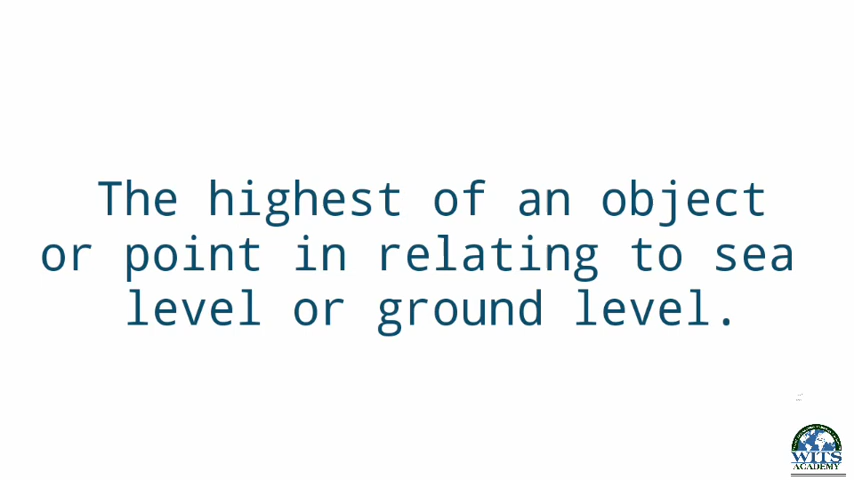 The highest of an object
or point in relating to sea
level or ground level.
WITS
ACADEMY